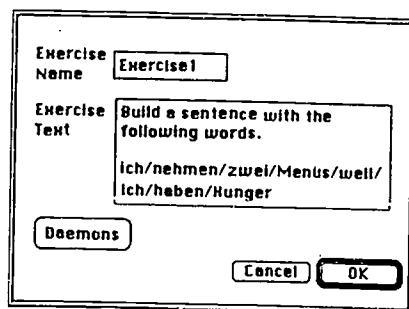 Exercise
Name
Exercise1
Exercise
Text
Build a sentence with the
following words.
ich/nehmen/zwei/Menüs/weil/
ich/haben/Hunger
Daemons
Cancel
OK